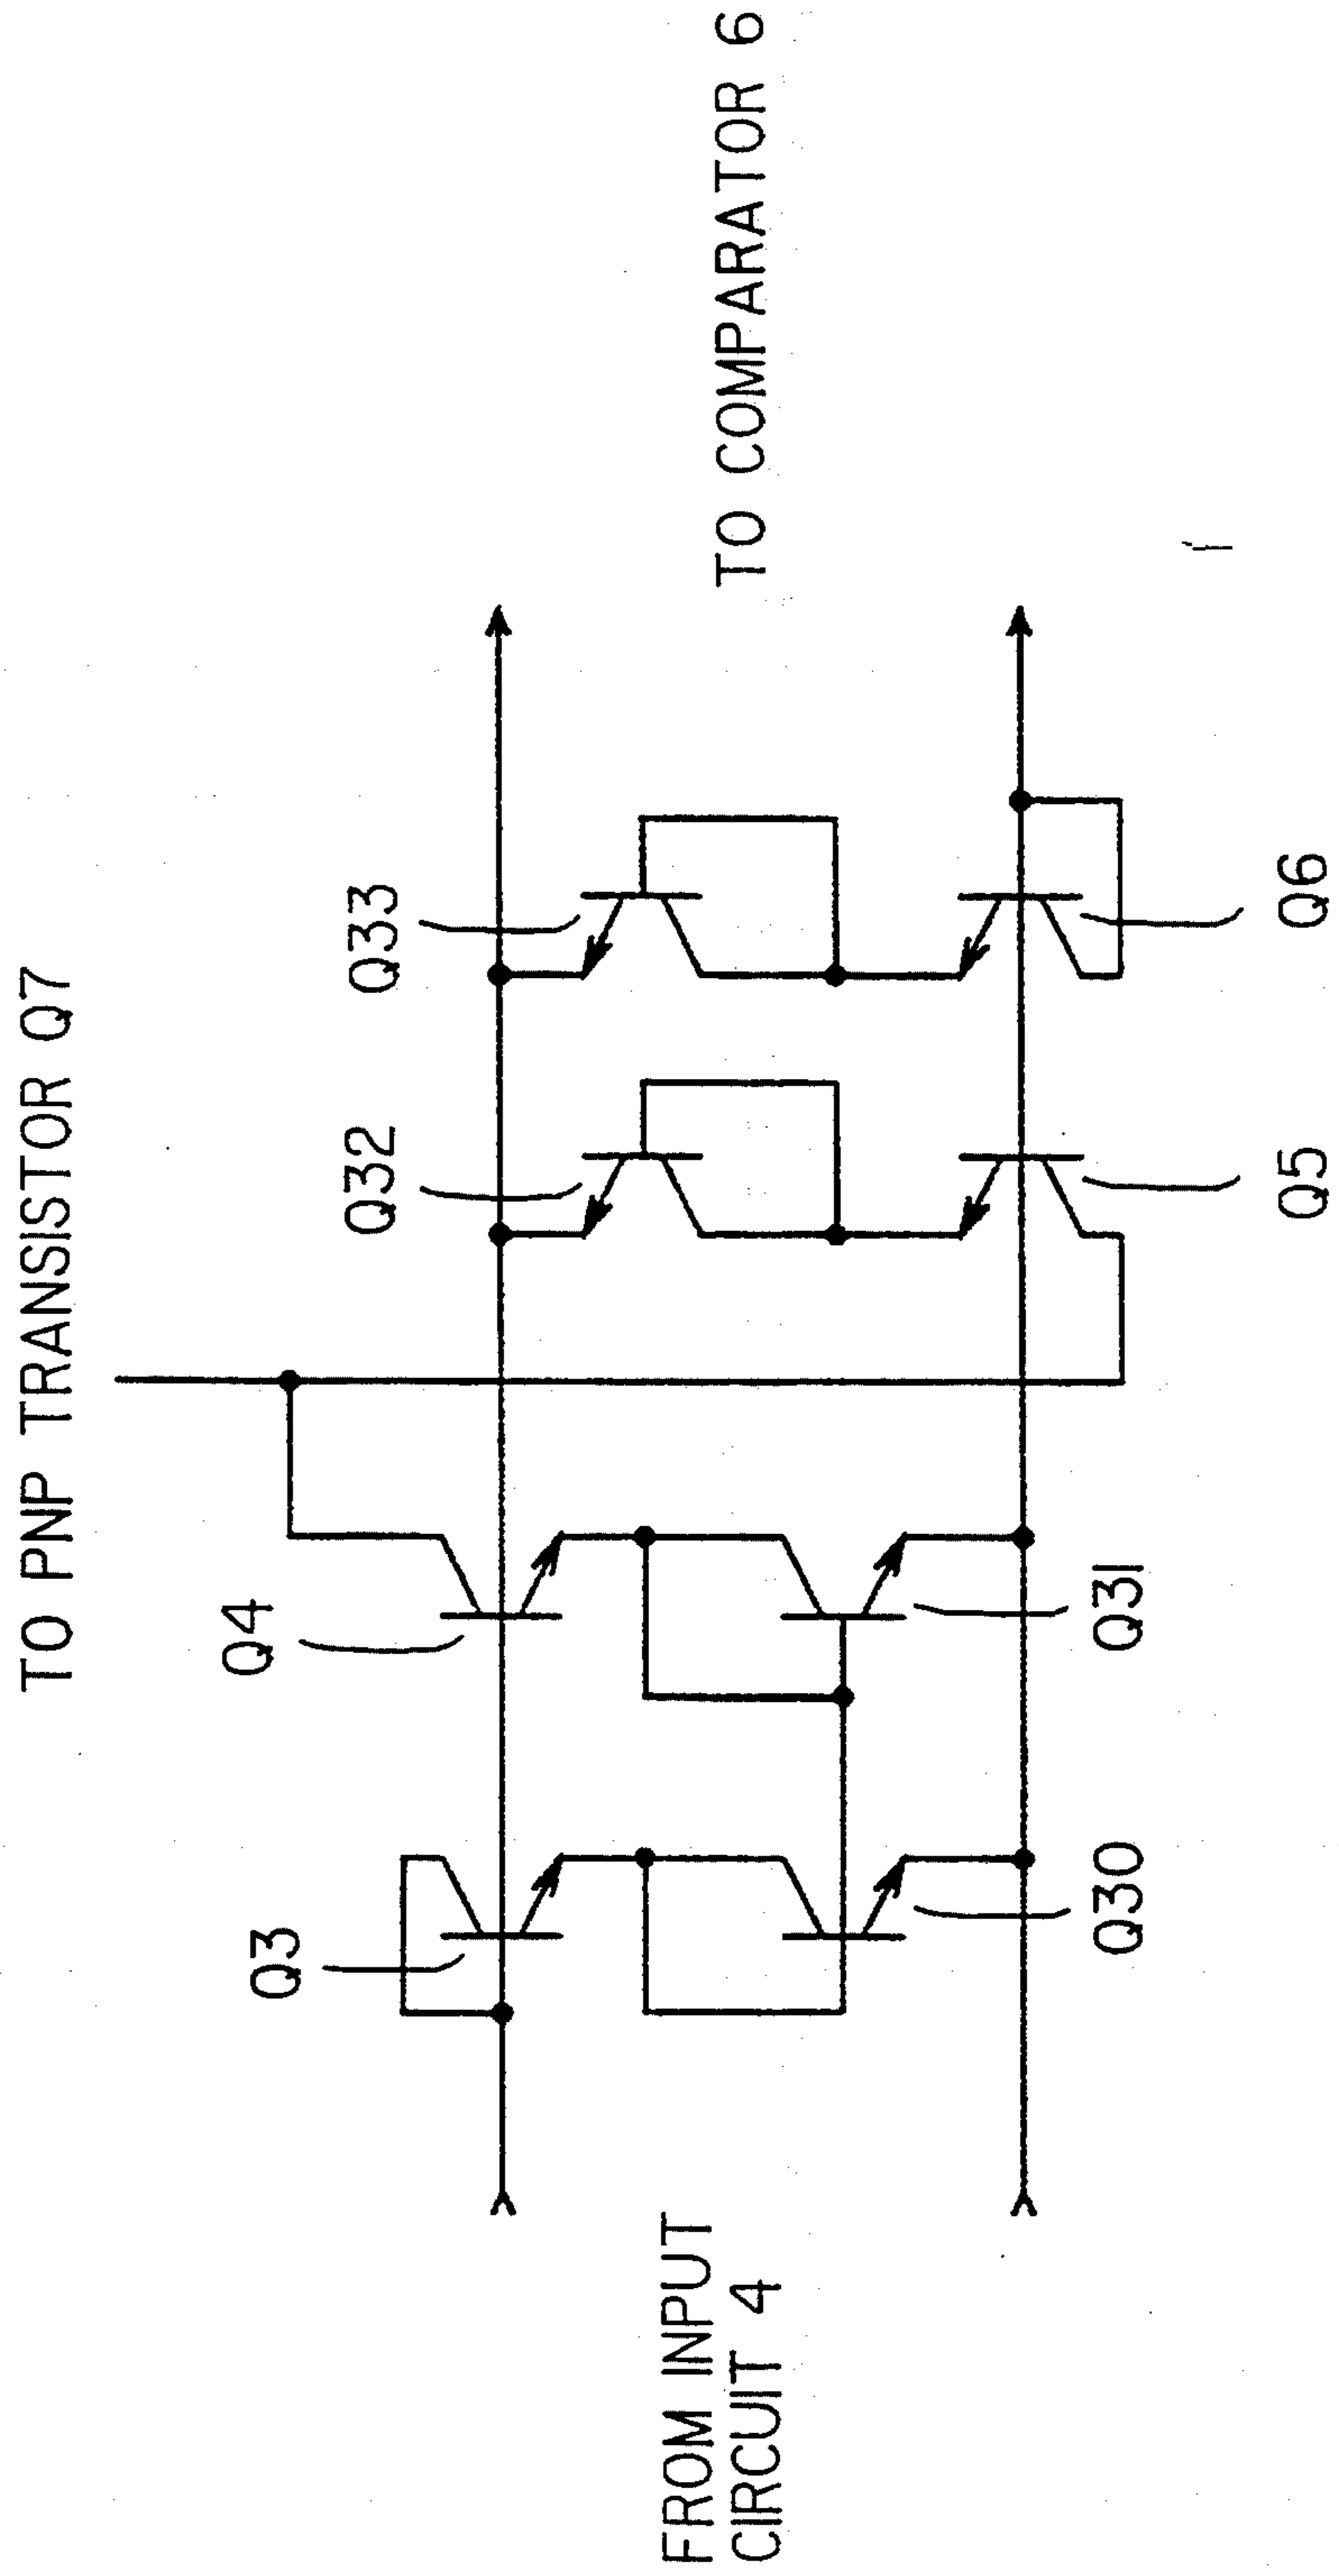 TO PNP TRANSISTOR Q7
Q3
Q4
Q32
Q33
FROM INPUT
CIRCUIT 4
TO COMPARATOR 6
Q30
Q31
Q5
Q6